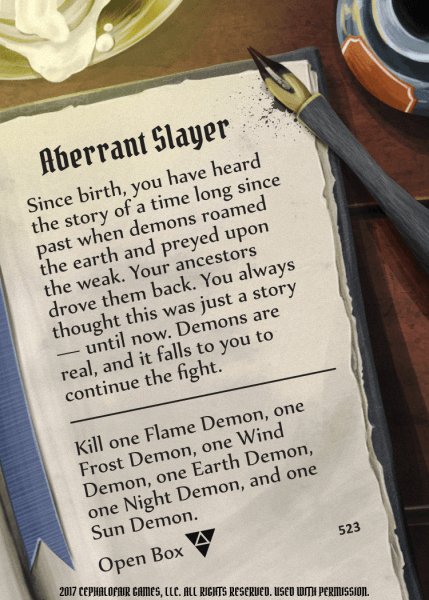 Aberrant Slayer
Since birth, you have heard
the story of a time long since
past when demons roamed
the earth and preyed upon
the weak. Your ancestors
drove them back. You always
thought this was just a story
— until now. Demons are
real, and it falls to you to
continue the fight.
Kill one Flame Demon, one
Frost Demon, one Wind
Demon, one Earth Demon,
one Night Demon, and one
Sun Demon.
Open Box
523
2017 CEPHALOFAIR GAMES, LLC. ALL RIGHTS RESERVED. USED WITH PERMISSION.